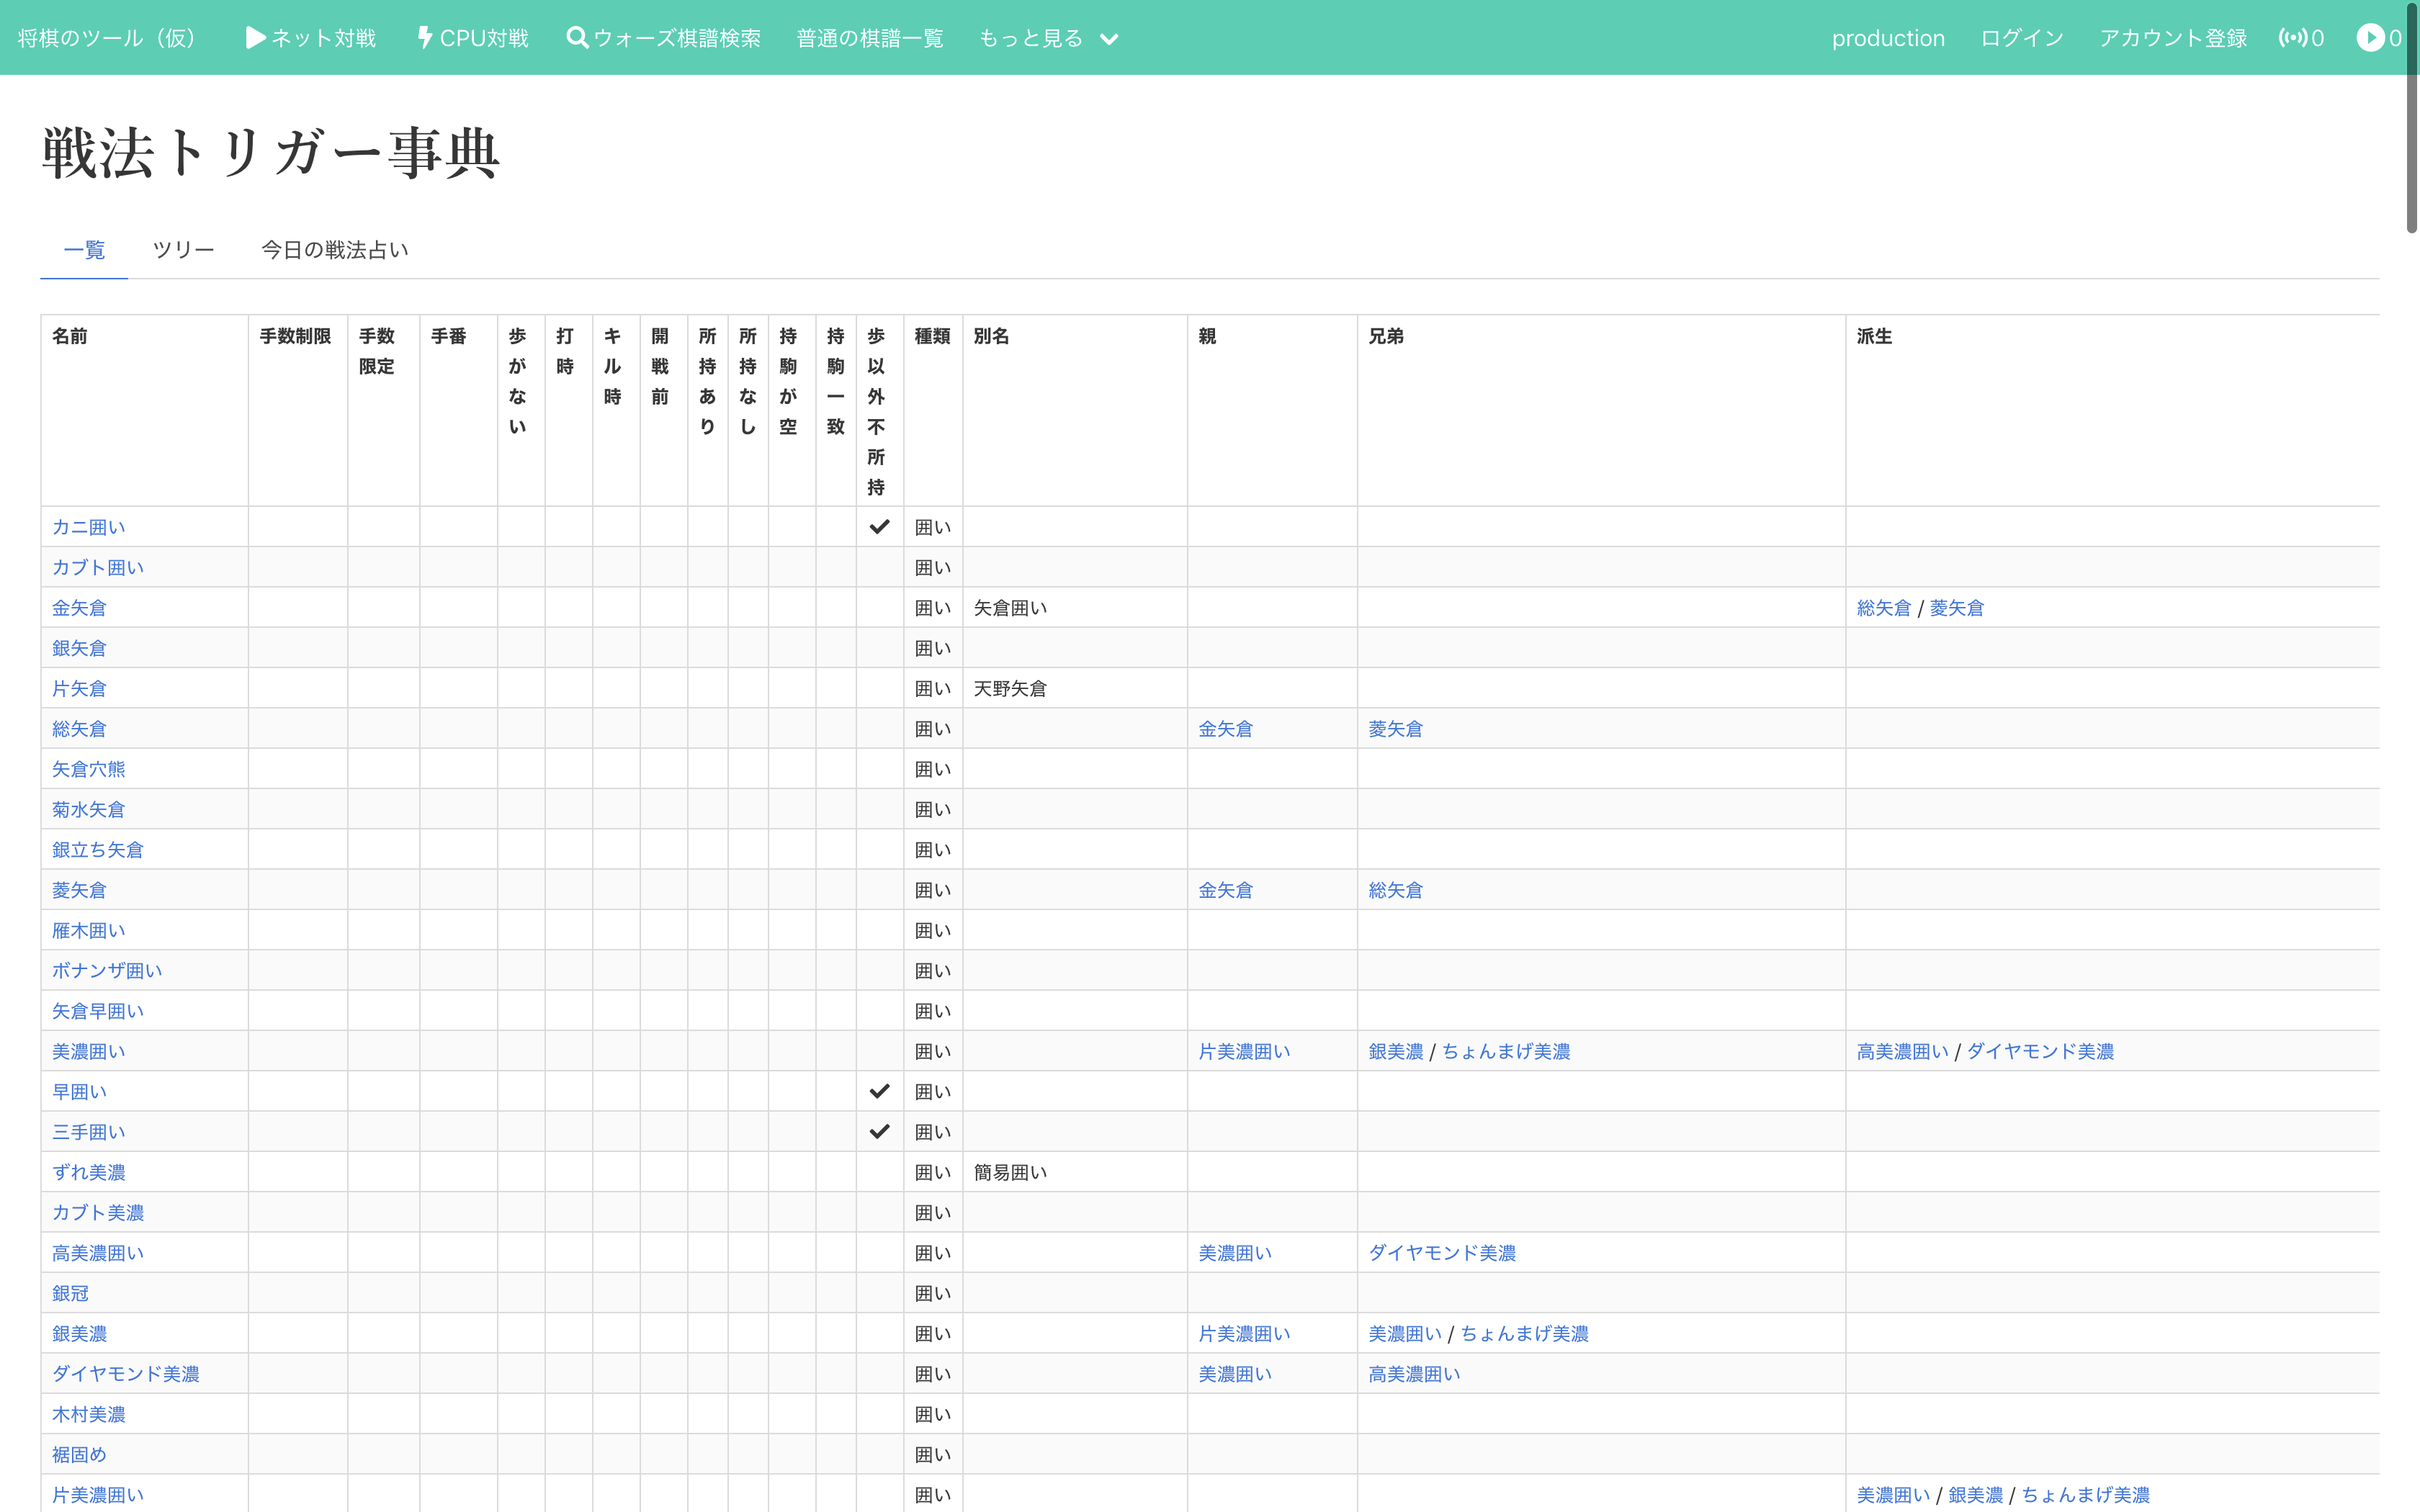 将棋のツール（仮） ネット対戦 CPU対戦 ウォーズ棋譜検索 普通の棋譜一覧 もっと見る production ログイン アカウント登録 0 0
戦法トリガー事典
一覧 ツリー 今日の戦法占い
名前 手数制限 手数限定 手番 歩がない 打時 キル時 開戦前 所持あり 所持なし 持駒が空 持駒一致 歩以外不所持 種類 別名 親 兄弟 派生
カニ囲い 囲い
カブト囲い 囲い
金矢倉 囲い 矢倉囲い 総矢倉 / 菱矢倉
銀矢倉 囲い
片矢倉 囲い 天野矢倉
総矢倉 囲い 金矢倉 菱矢倉
矢倉穴熊 囲い
菊水矢倉 囲い
銀立ち矢倉 囲い
菱矢倉 囲い 金矢倉 総矢倉
雁木囲い 囲い
ボナンザ囲い 囲い
矢倉早囲い 囲い
美濃囲い 囲い 片美濃囲い 銀美濃 / ちょんまげ美濃 高美濃囲い / ダイヤモンド美濃
早囲い 囲い
三手囲い 囲い
ずれ美濃 囲い 簡易囲い
カブト美濃 囲い
高美濃囲い 囲い 美濃囲い ダイヤモンド美濃
銀冠 囲い
銀美濃 囲い 片美濃囲い 美濃囲い / ちょんまげ美濃
ダイヤモンド美濃 囲い 美濃囲い 高美濃囲い
木村美濃 囲い
裾固め 囲い
片美濃囲い 囲い 美濃囲い / 銀美濃 / ちょんまげ美濃